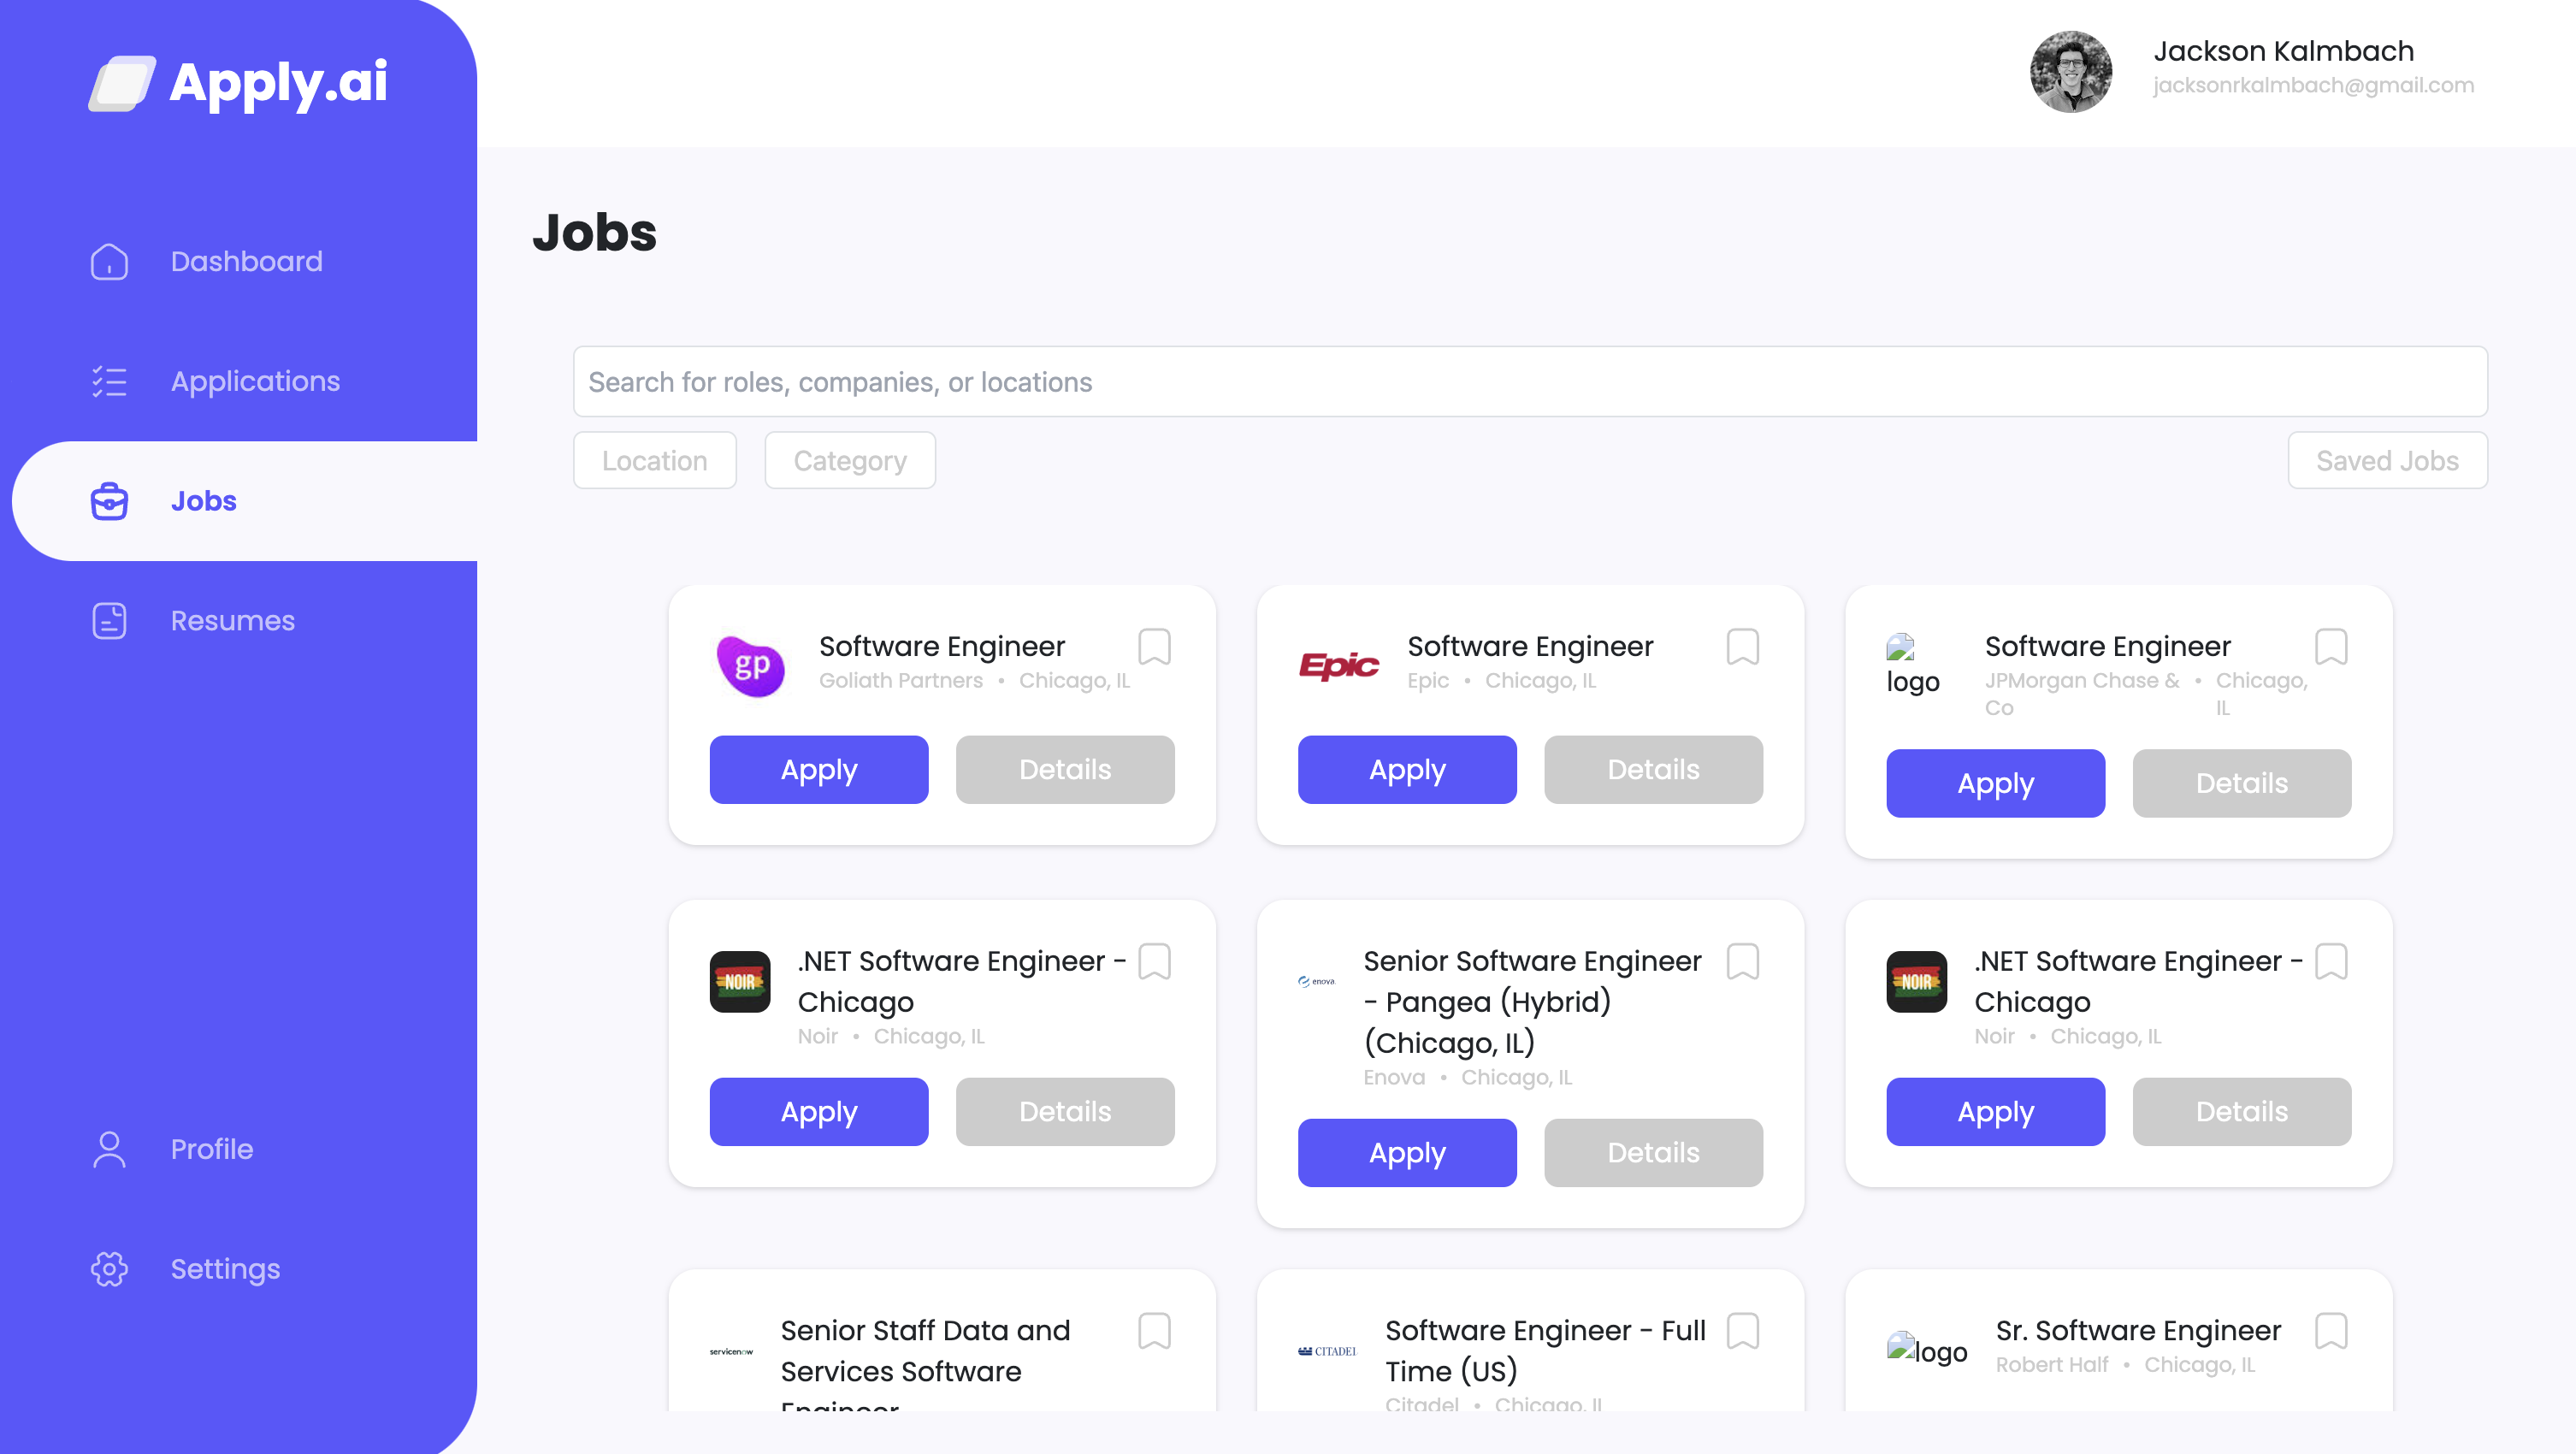 Apply.ai
Jackson Kalmbach
jacksonrkalmbach@gmail.com
Dashboard
Applications
Jobs
Resumes
Profile
Settings
Jobs
Search for roles, companies, or locations
Location
Category
Saved Jobs
gp
Software Engineer
Goliath Partners • Chicago, IL
Apply
Details
Epic
Software Engineer
Epic • Chicago, IL
Apply
Details
logo
Software Engineer
JPMorgan Chase & Co • Chicago, IL
Apply
Details
NOIR
.NET Software Engineer -
Chicago
Noir • Chicago, IL
Apply
Details
enova
Senior Software Engineer
- Pangea (Hybrid)
(Chicago, IL)
Enova • Chicago, IL
Apply
Details
NOIR
.NET Software Engineer -
Chicago
Noir • Chicago, IL
Apply
Details
servicenow
Senior Staff Data and
Services Software
Engineer
CITADEL
Software Engineer - Full
Time (US)
Citadel • Chicago, IL
logo
Sr. Software Engineer
Robert Half • Chicago, IL